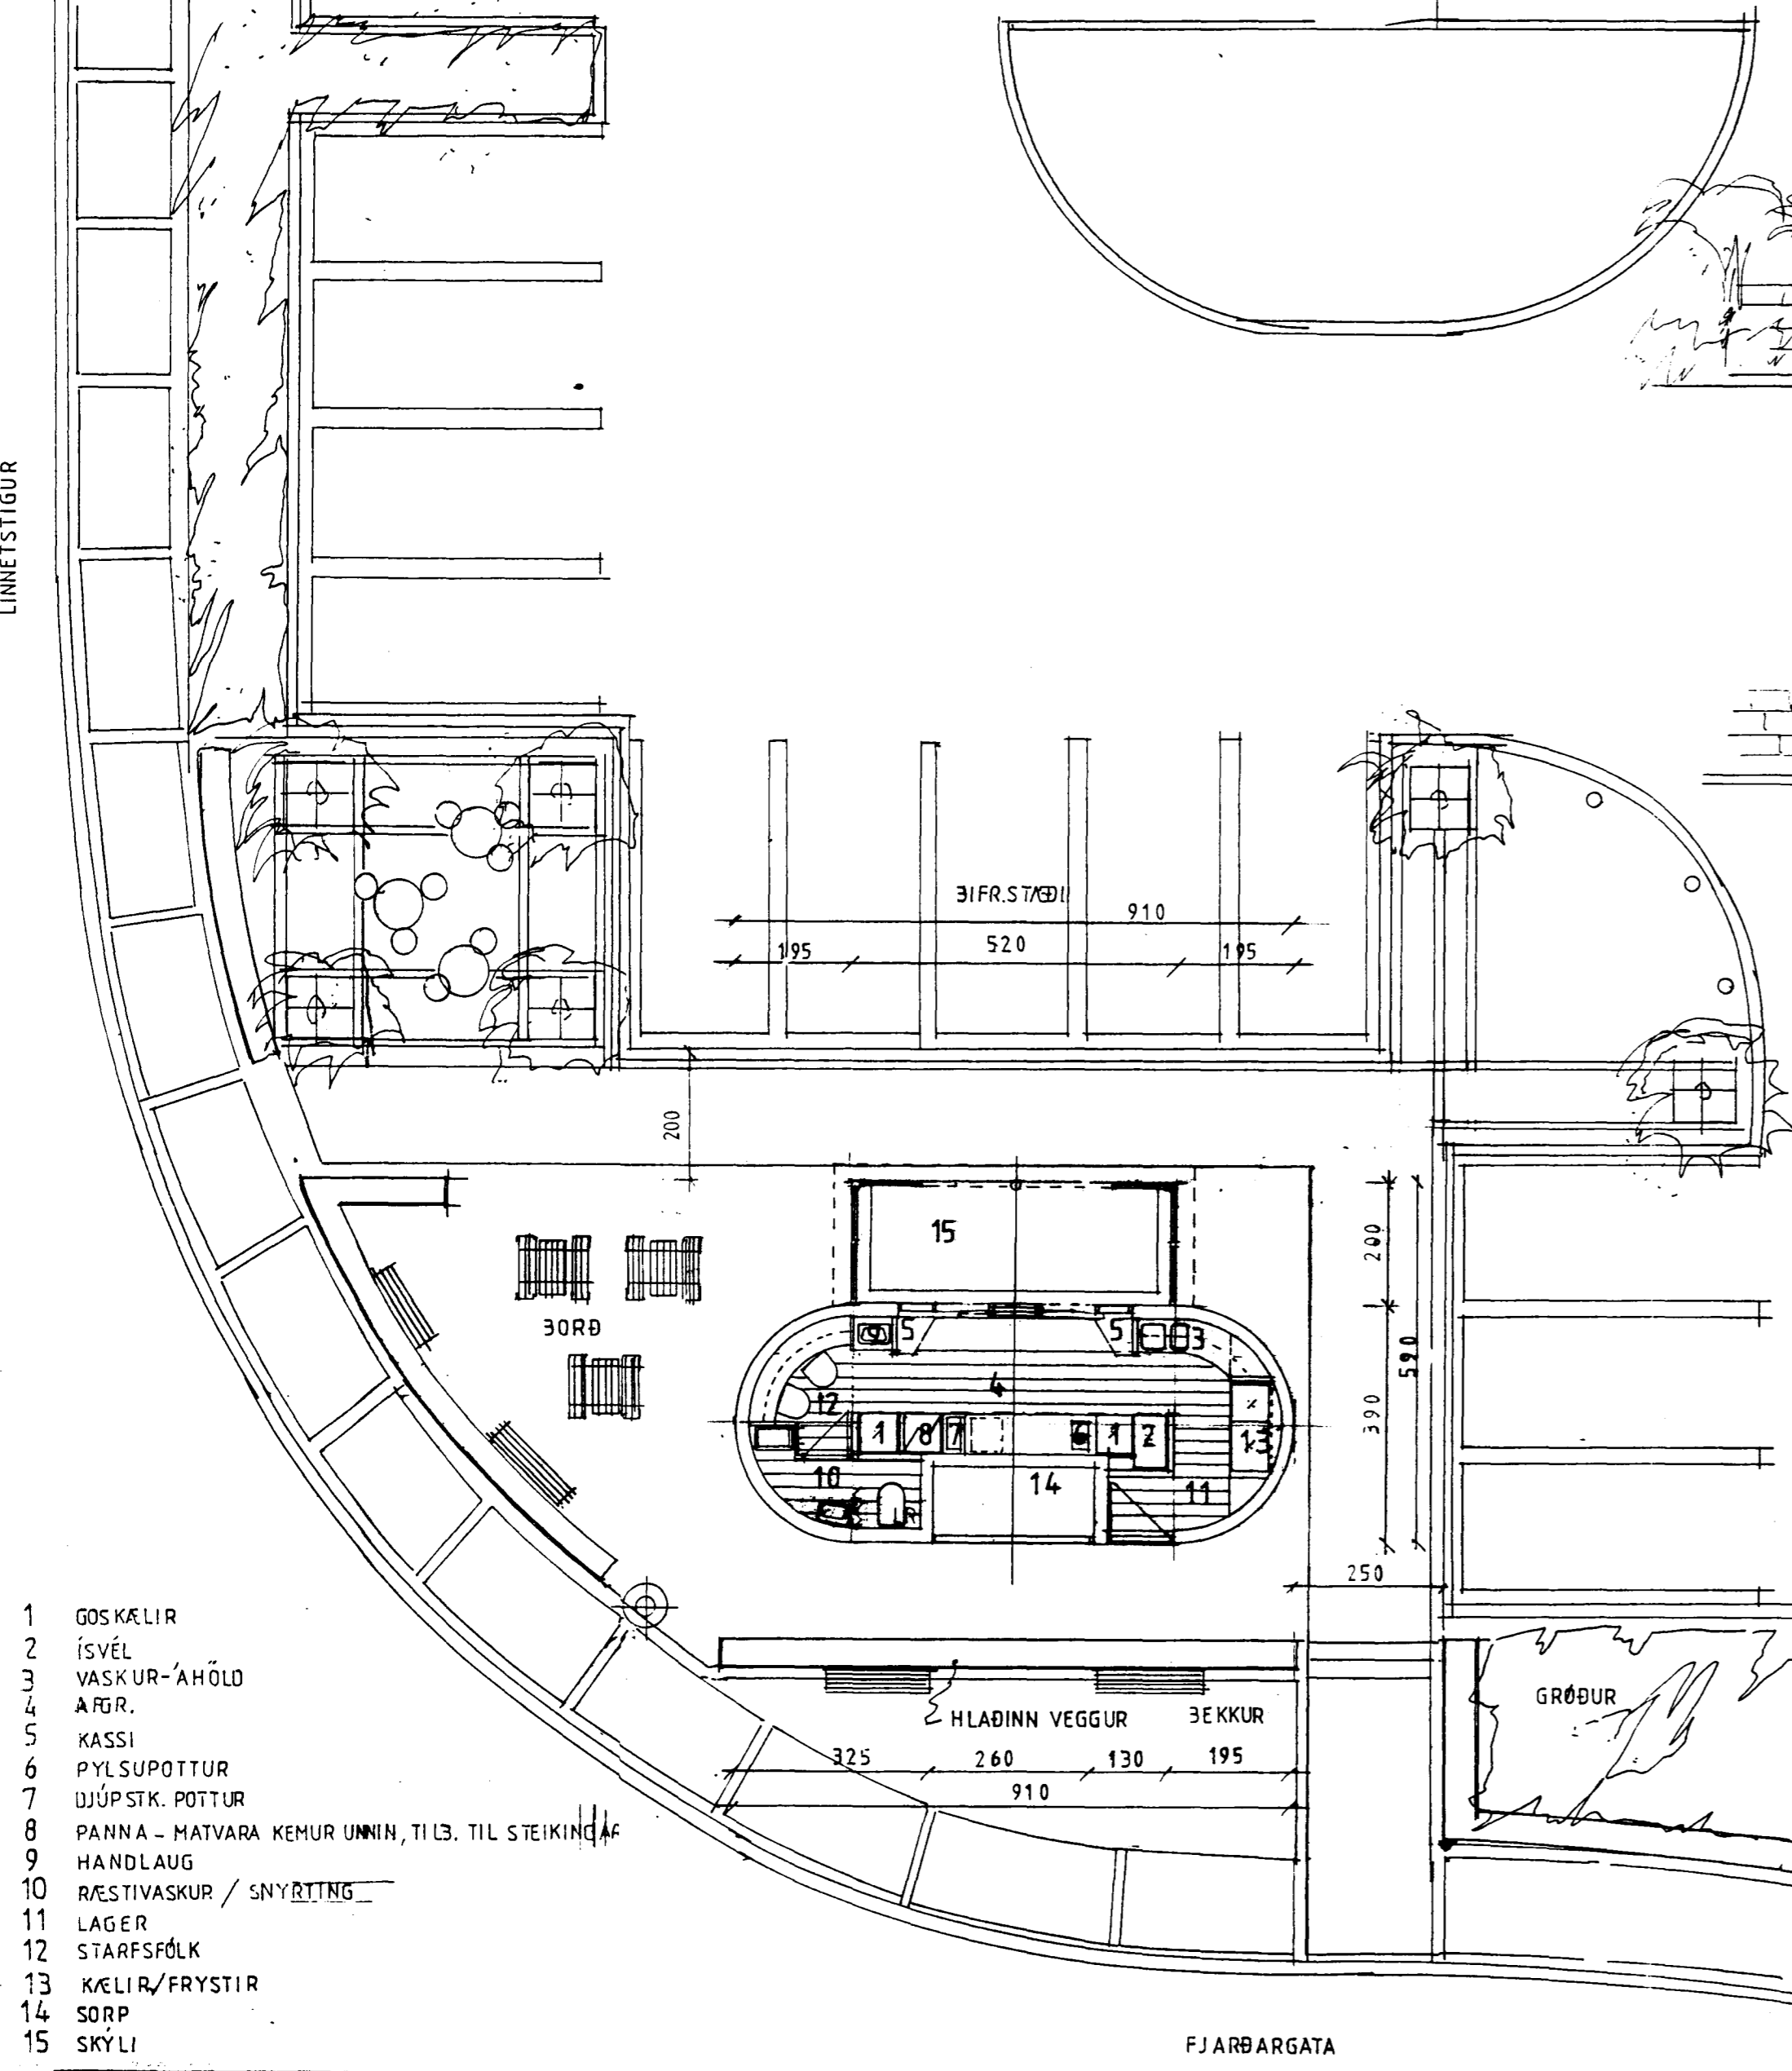 LINNETSTIGUR
BIFR.STÆÐI
910
195 520 195
200
15
200
590
390
BORÐ
9 5 5 3
4
12
1 8 7 6 1 2 13
10 14 11
250
HLAÐINN VEGGUR BEKKUR
GRÓÐUR
325 260 130 195
910
1 GOSKÆLIR
2 ÍSVÉL
3 VASKUR-ÁHÖLD
4 AFGR.
5 KASSI
6 PYLSUPOTTUR
7 DJÚPSTK. POTTUR
8 PANNA - MATVARA KEMUR UNNIN, TILB. TIL STEIKINGAR
9 HANDLAUG
10 RÆSTIVASKUR / SNYRTING
11 LAGER
12 STARFSFÓLK
13 KÆLIR/FRYSTIR
14 SORP
15 SKÝLI
FJARÐARGATA